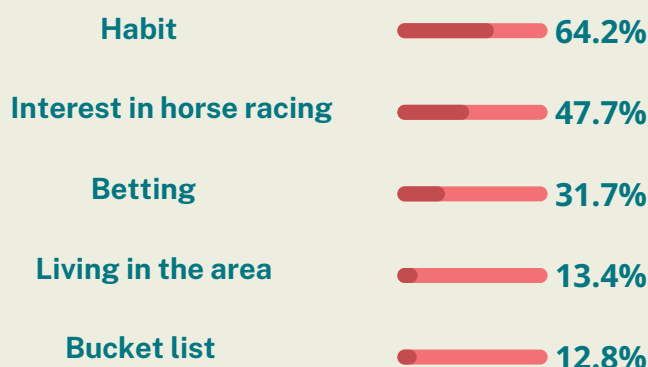 Habit 64.2%
Interest in horse racing 47.7%
Betting 31.7%
Living in the area 13.4%
Bucket list 12.8%